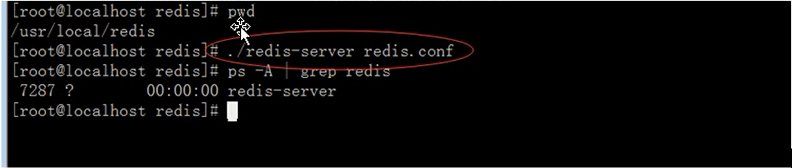 [root@localhost redis]# pwd
/usr/local/redis
[root@localhost redis]# ./redis-server redis.conf
[root@localhost redis]# ps -A | grep redis
 7287 ?        00:00:00 redis-server
[root@localhost redis]#